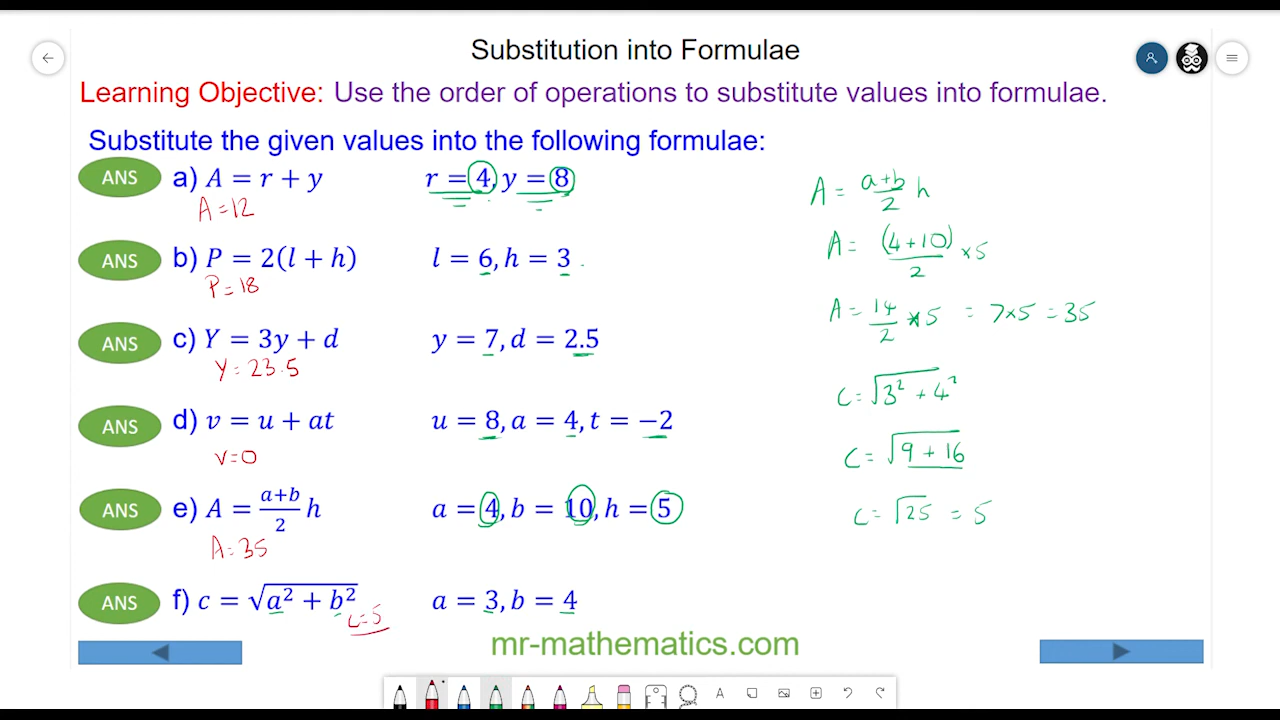 Substitution into Formulae
Learning Objective: Use the order of operations to substitute values into formulae.
Substitute the given values into the following formulae:
ANS a) A = r + y r = 4, y = 8
A = 12
ANS b) P = 2(l + h) l = 6, h = 3
P = 18
ANS c) Y = 3y + d y = 7, d = 2.5
Y = 23.5
ANS d) v = u + at u = 8, a = 4, t = −2
v = 0
ANS e) A = \frac{a+b}{2} h a = 4, b = 10, h = 5
A = 35
ANS f) c = √(a² + b²) a = 3, b = 4
c = 5
A = \frac{a+b}{2} h
A = \frac{(4+10)}{2} × 5
A = \frac{14}{2} × 5 = 7×5 = 35
c = √(3² + 4²)
c = √(9 + 16)
c = √25 = 5
mr-mathematics.com
A